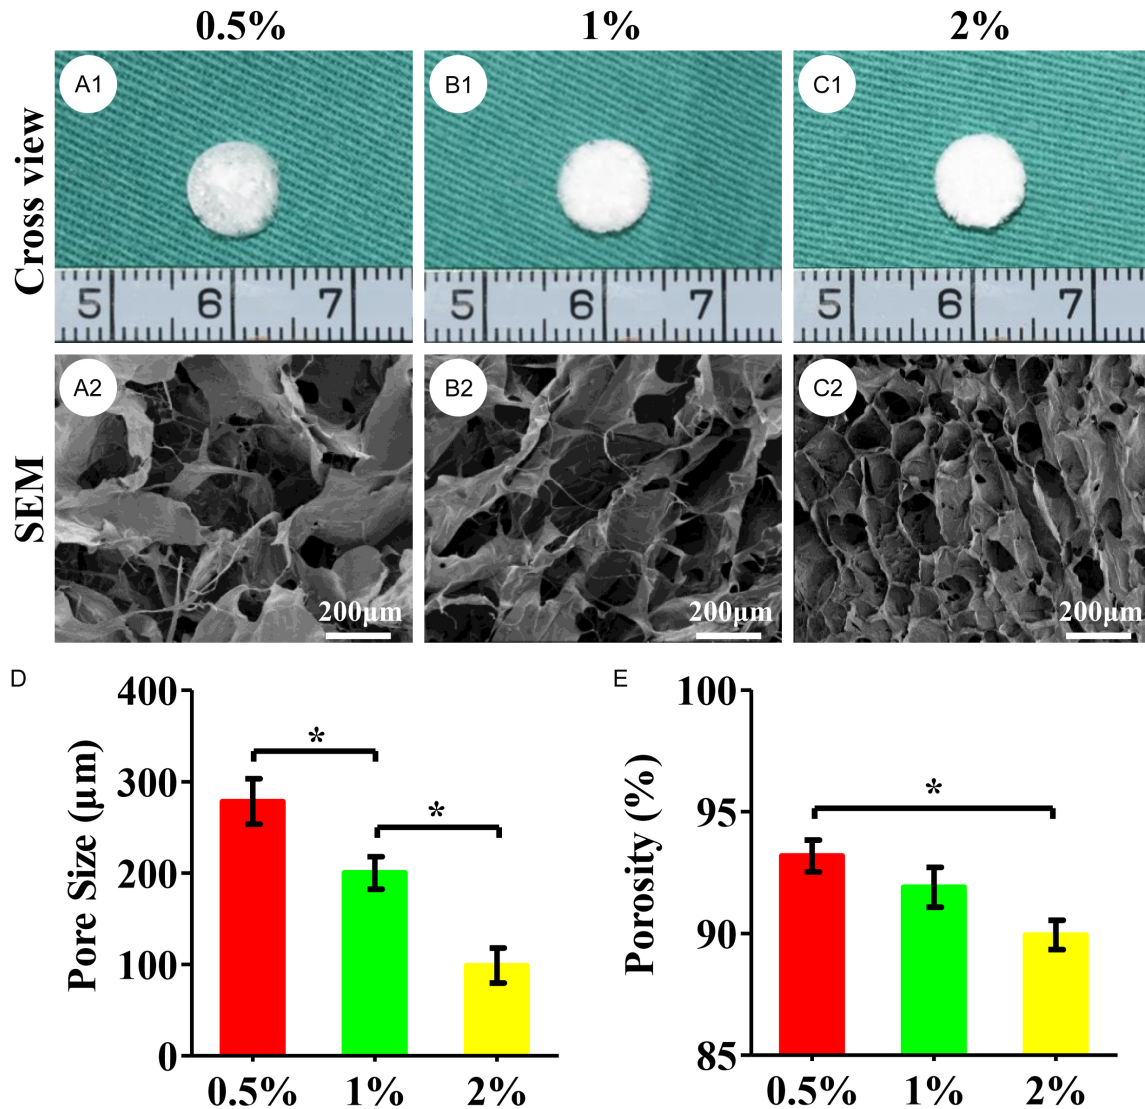 0.5% 1% 2%
Cross view
A1 B1 C1
5 6 7 5 6 7 5 6 7
SEM
A2 B2 C2
200μm 200μm 200μm
D
Pore Size (μm)
400
300
200
100
0
* *
0.5% 1% 2%
E
Porosity (%)
100
95
90
85
*
0.5% 1% 2%